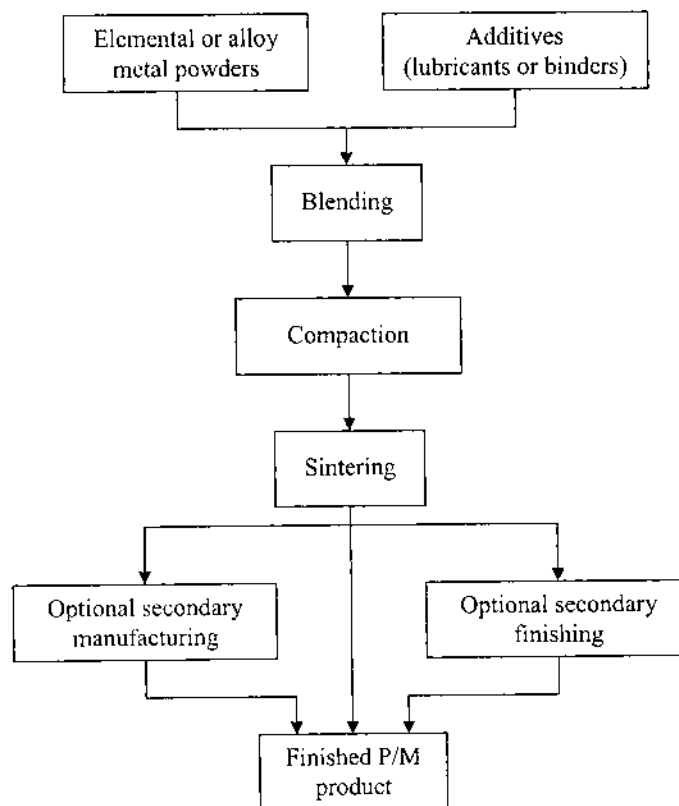 Elemental or alloy
metal powders
Additives
(lubricants or binders)
Blending
Compaction
Sintering
Optional secondary
manufacturing
Optional secondary
finishing
Finished P/M
product